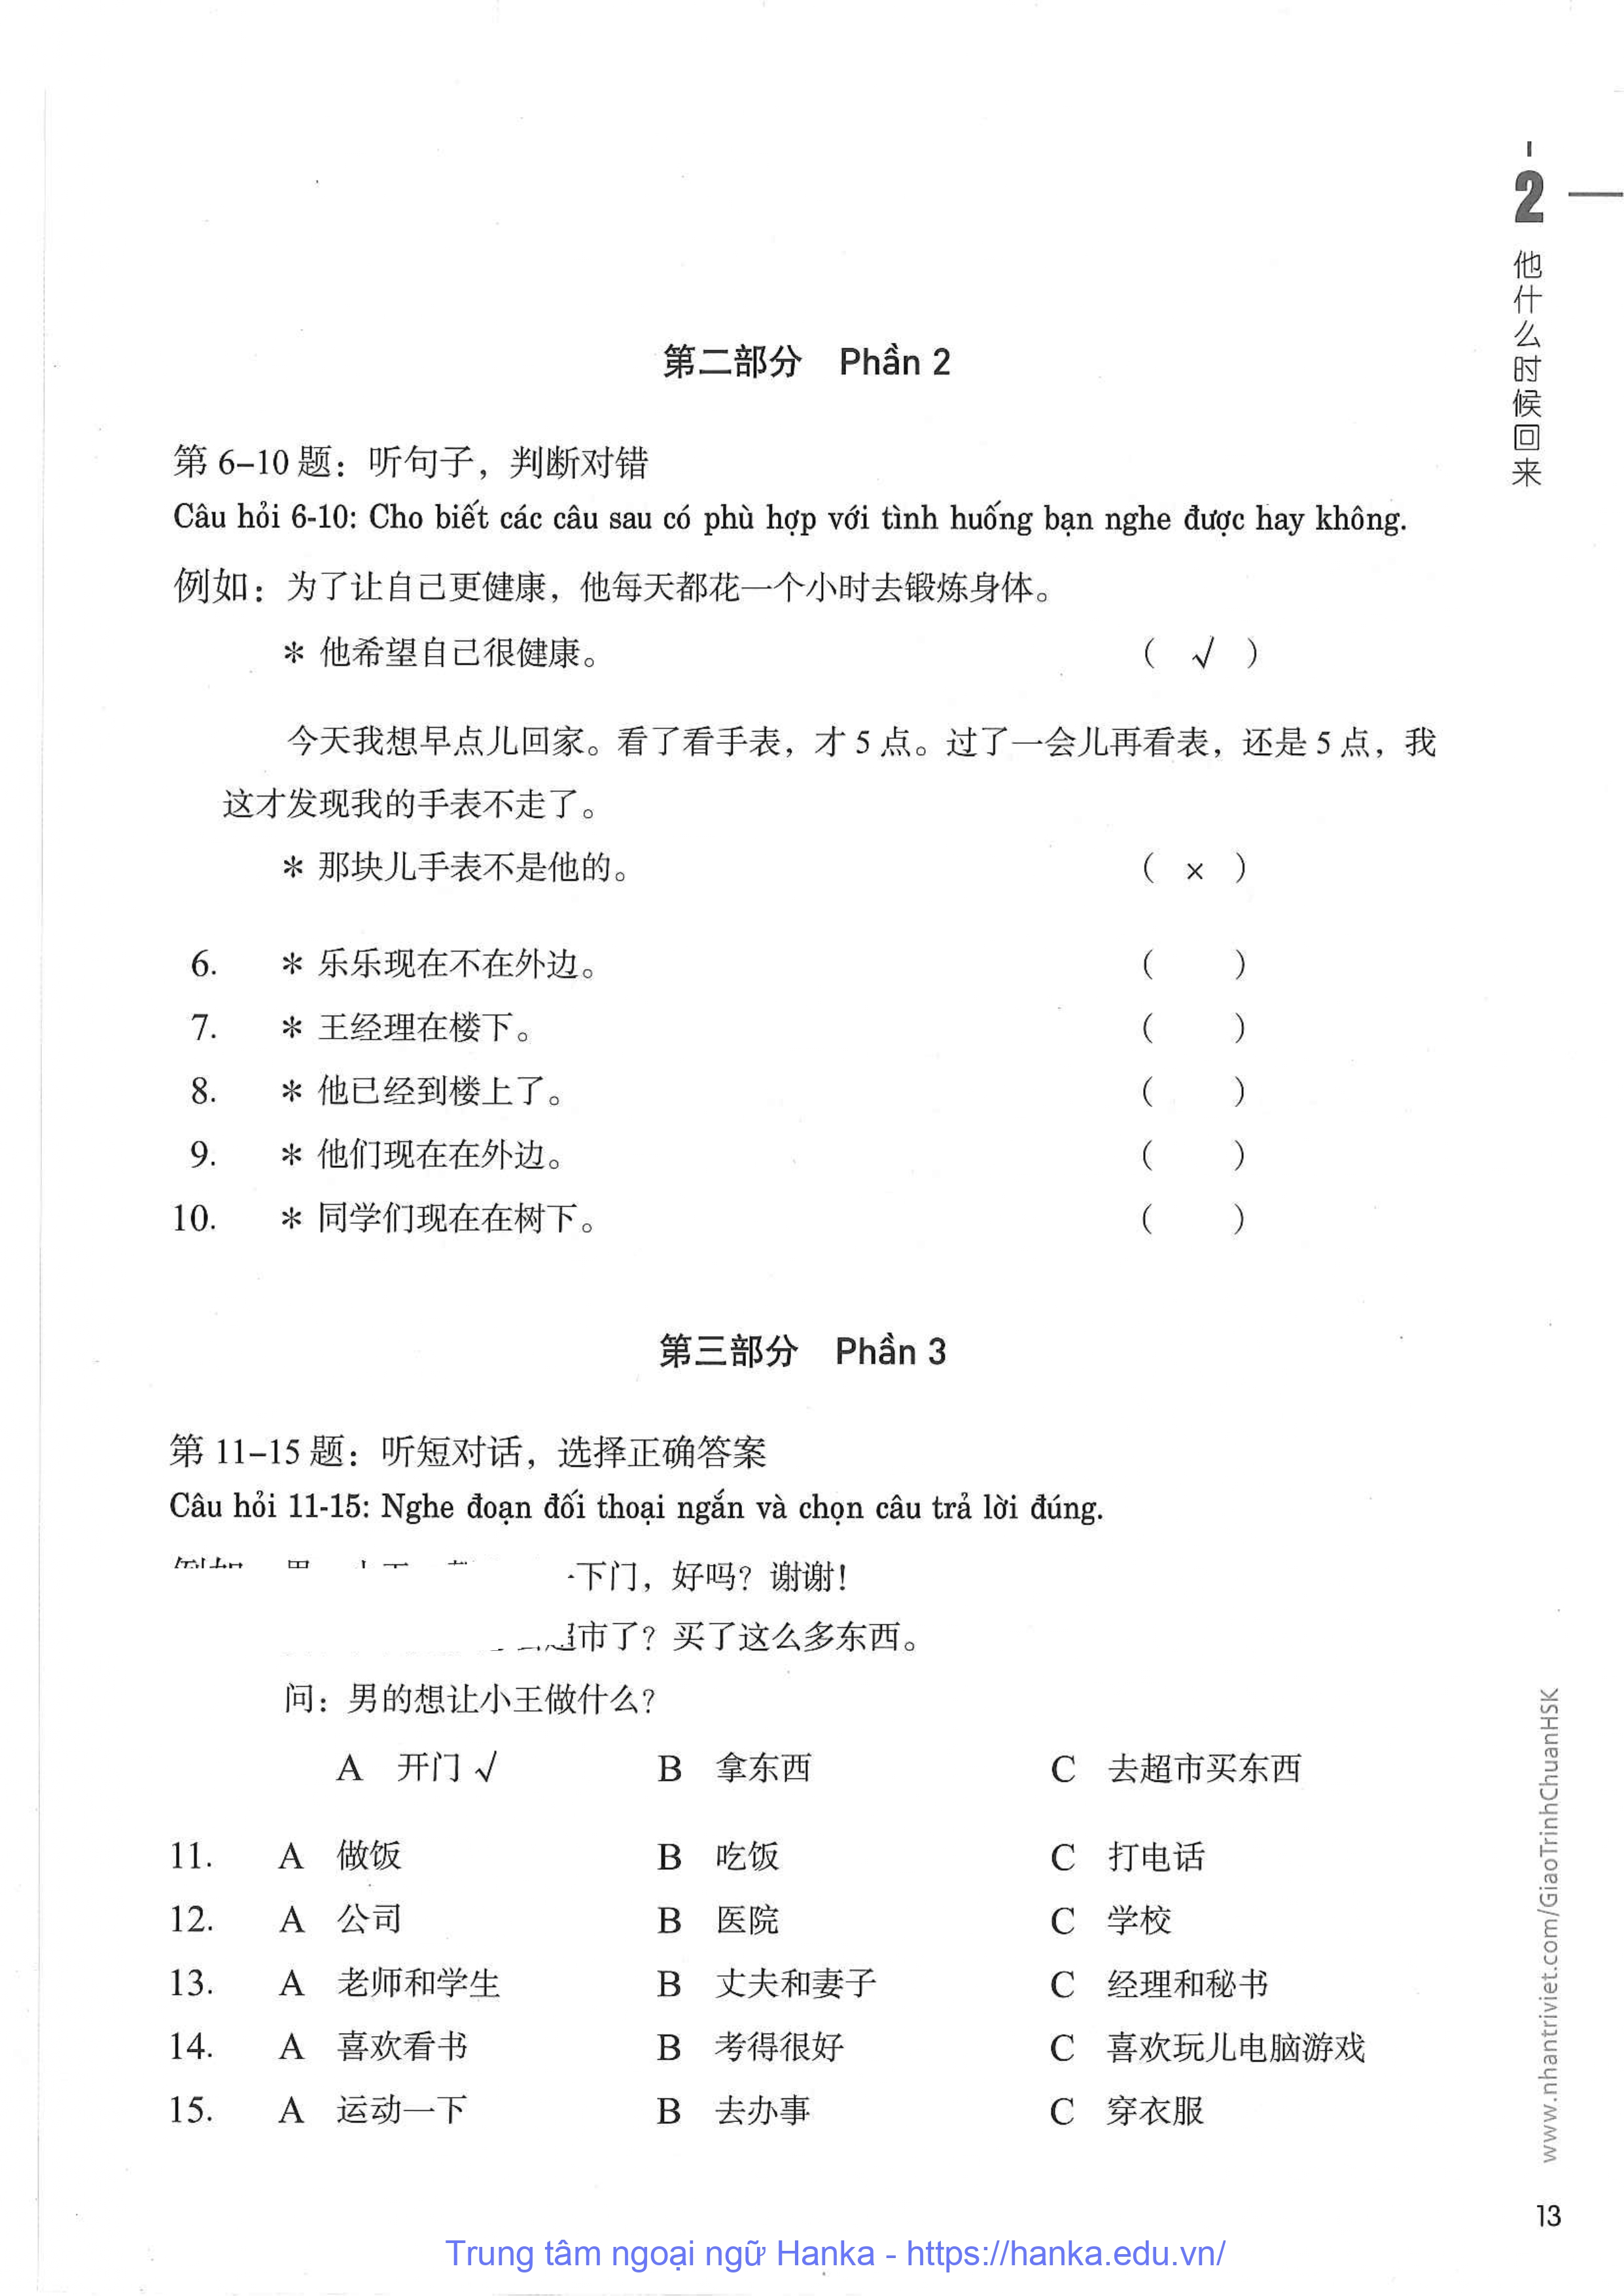 2
他什么时候回来
第二部分 Phần 2
第 6–10 题：听句子，判断对错
Câu hỏi 6-10: Cho biết các câu sau có phù hợp với tình huống bạn nghe được hay không.
例如：为了让自己更健康，他每天都花一个小时去锻炼身体。
＊ 他希望自己很健康。 （ √ ）
今天我想早点儿回家。看了看手表，才 5 点。过了一会儿再看表，还是 5 点，我
这才发现我的手表不走了。
＊ 那块儿手表不是他的。 （ × ）
6. ＊ 乐乐现在不在外边。 （ ）
7. ＊ 王经理在楼下。 （ ）
8. ＊ 他已经到楼上了。 （ ）
9. ＊ 他们现在在外边。 （ ）
10. ＊ 同学们现在在树下。 （ ）
第三部分 Phần 3
第 11–15 题：听短对话，选择正确答案
Câu hỏi 11-15: Nghe đoạn đối thoại ngắn và chọn câu trả lời đúng.
下门，好吗？谢谢！
市了？买了这么多东西。
问：男的想让小王做什么？
A 开门 √ B 拿东西 C 去超市买东西
11. A 做饭 B 吃饭 C 打电话
12. A 公司 B 医院 C 学校
13. A 老师和学生 B 丈夫和妻子 C 经理和秘书
14. A 喜欢看书 B 考得很好 C 喜欢玩儿电脑游戏
15. A 运动一下 B 去办事 C 穿衣服
www.nhantriviet.com/GiaoTrinhChuanHSK
13
Trung tâm ngoại ngữ Hanka - https://hanka.edu.vn/